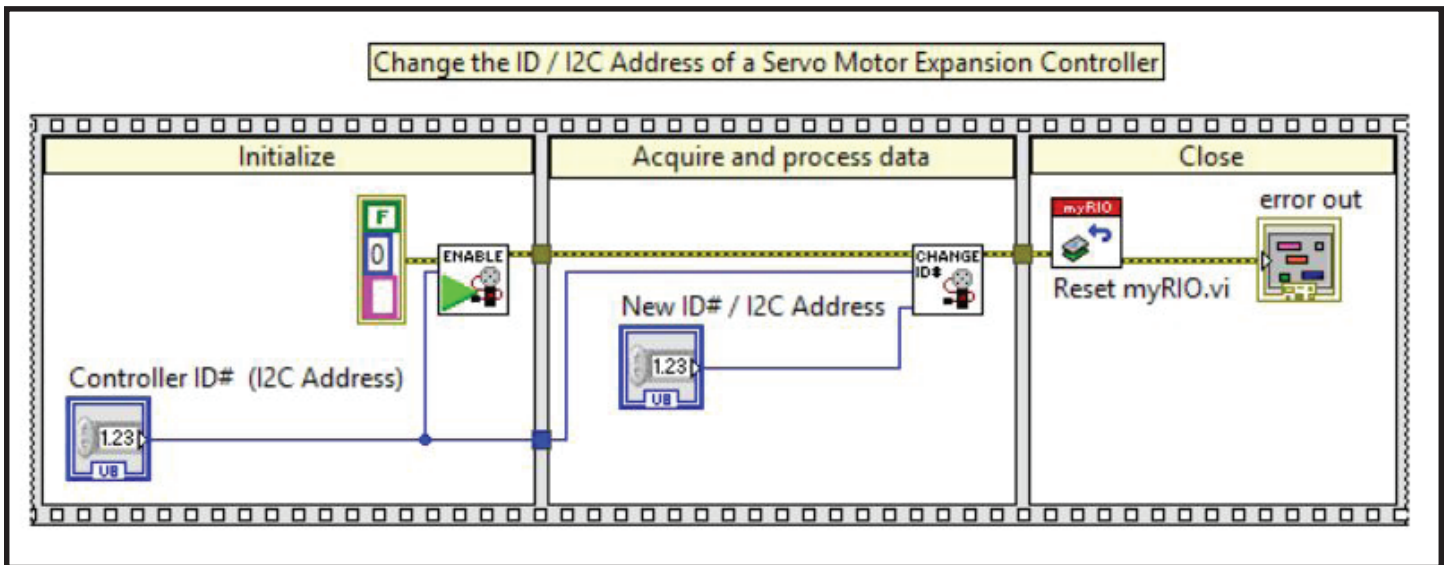 Change the ID / I2C Address of a Servo Motor Expansion Controller
Initialize
Acquire and process data
Close
F
0
ENABLE
Controller ID# (I2C Address)
1.23
U8
New ID# / I2C Address
1.23
U8
CHANGE
ID#
myRIO
Reset myRIO.vi
error out